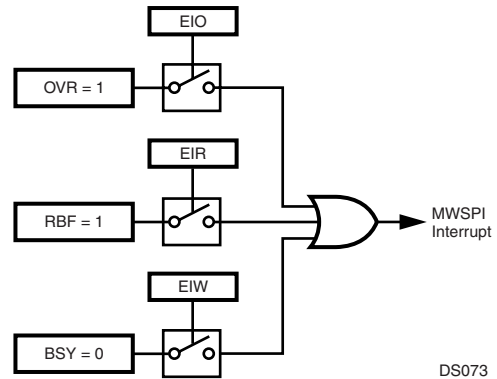 EIO
OVR = 1
EIR
RBF = 1
MWSPI
Interrupt
EIW
BSY = 0
DS073